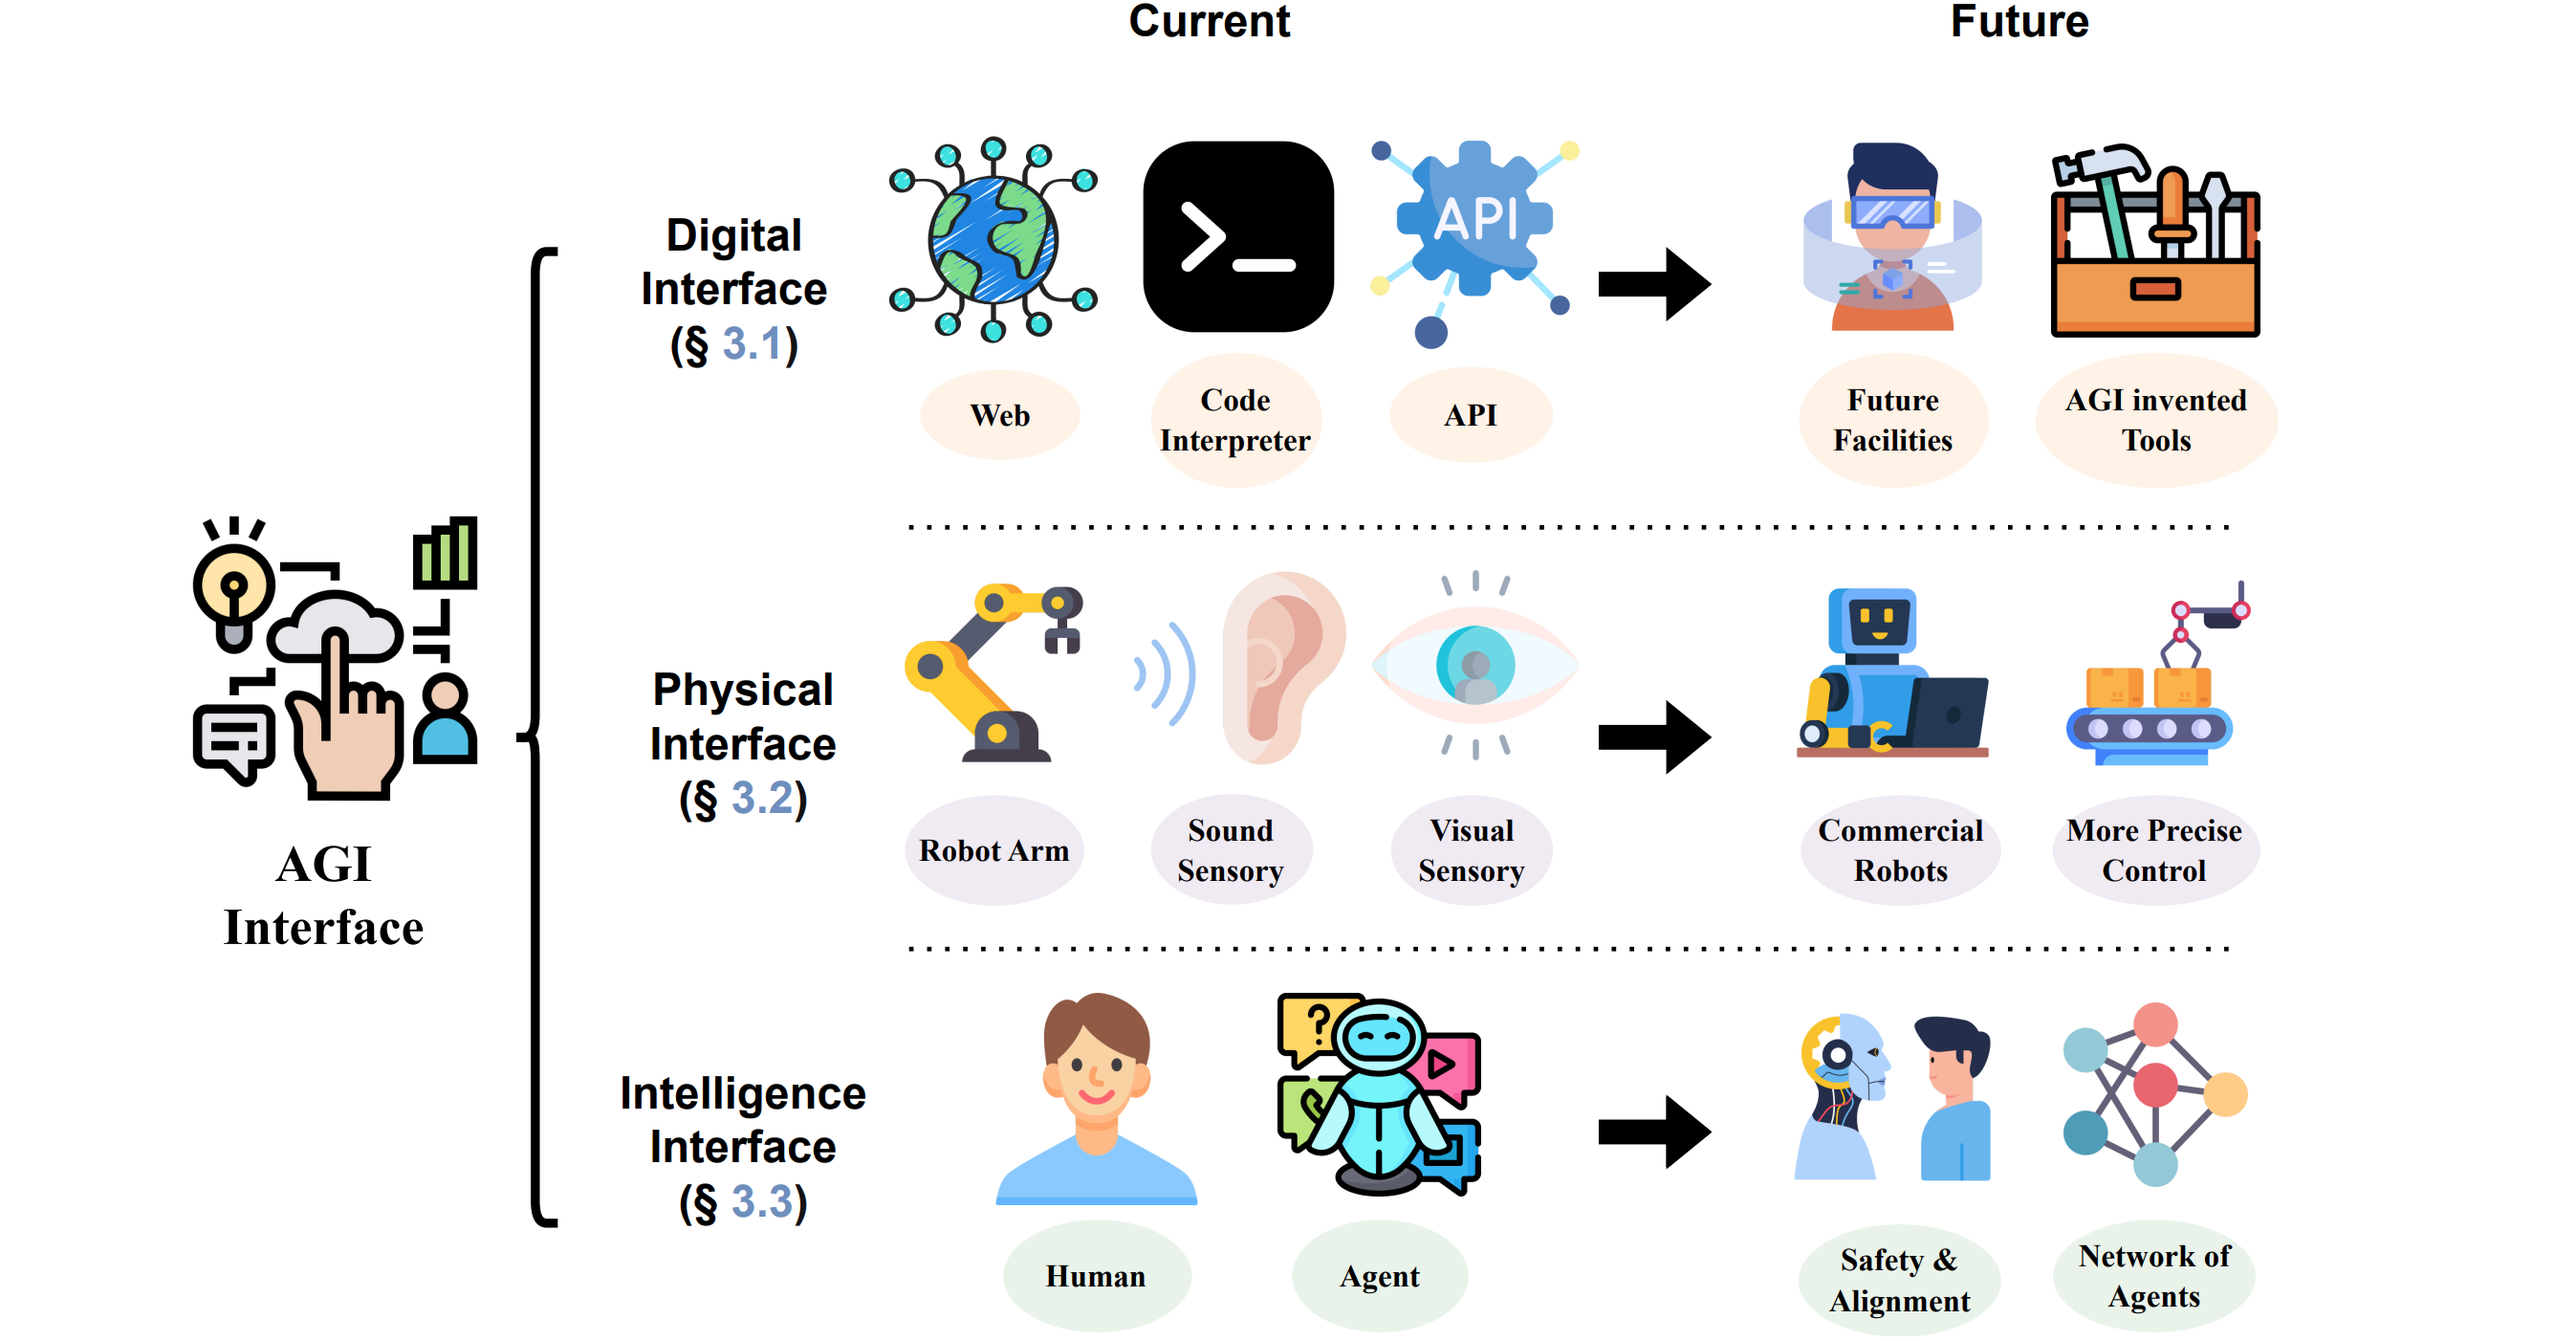 Current
Future
Digital
Interface
(§ 3.1)
API
Web
Code
Interpreter
API
Future
Facilities
AGI invented
Tools
Physical
Interface
(§ 3.2)
Robot Arm
Sound
Sensory
Visual
Sensory
Commercial
Robots
More Precise
Control
AGI
Interface
Intelligence
Interface
(§ 3.3)
?
Human
Agent
Safety &
Alignment
Network of
Agents